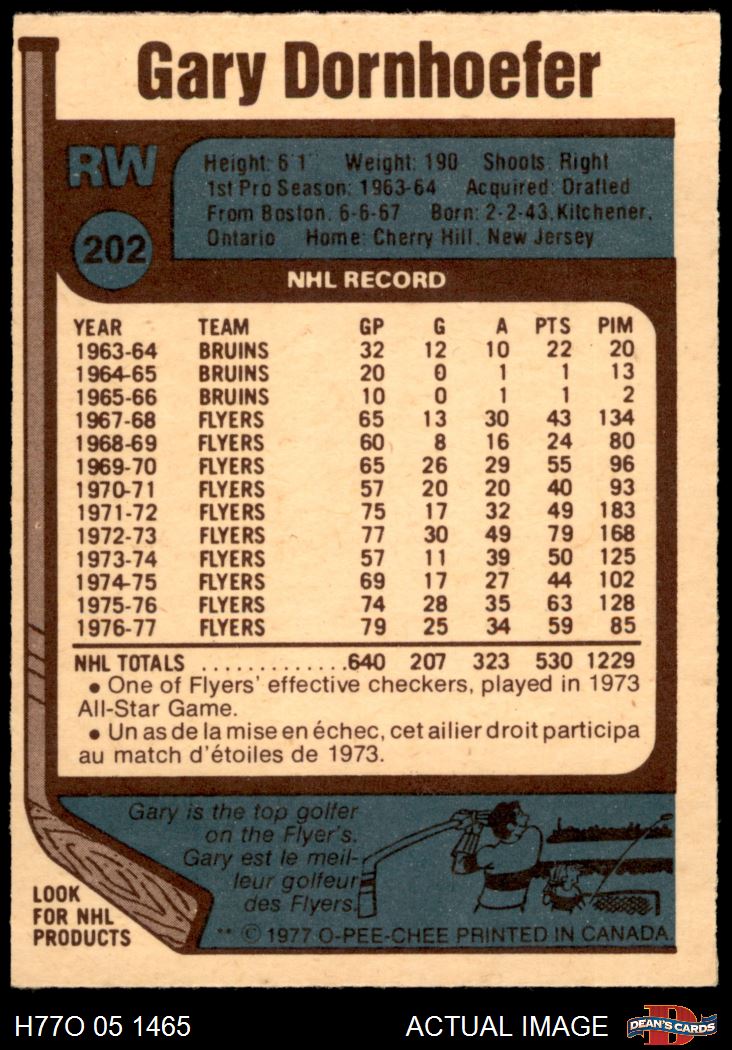 Gary Dornhoefer
RW
202
Height: 6 1 Weight: 190 Shoots: Right
1st Pro Season: 1963-64 Acquired: Drafted
From Boston, 6-6-67 Born: 2-2-43, Kitchener,
Ontario Home: Cherry Hill, New Jersey
NHL RECORD
YEAR TEAM GP G A PTS PIM
1963-64 BRUINS 32 12 10 22 20
1964-65 BRUINS 20 0 1 1 13
1965-66 BRUINS 10 0 1 1 2
1967-68 FLYERS 65 13 30 43 134
1968-69 FLYERS 60 8 16 24 80
1969-70 FLYERS 65 26 29 55 96
1970-71 FLYERS 57 20 20 40 93
1971-72 FLYERS 75 17 32 49 183
1972-73 FLYERS 77 30 49 79 168
1973-74 FLYERS 57 11 39 50 125
1974-75 FLYERS 69 17 27 44 102
1975-76 FLYERS 74 28 35 63 128
1976-77 FLYERS 79 25 34 59 85
NHL TOTALS .............640 207 323 530 1229
• One of Flyers' effective checkers, played in 1973
All-Star Game.
• Un as de la mise en échec, cet ailier droit participa
au match d'étoiles de 1973.
Gary is the top golfer
on the Flyer's.
Gary est le meil-
leur golfeur
des Flyers.
LOOK
FOR NHL
PRODUCTS
** © 1977 O-PEE-CHEE PRINTED IN CANADA
H77O 05 1465 ACTUAL IMAGE
DEAN'S CARDS